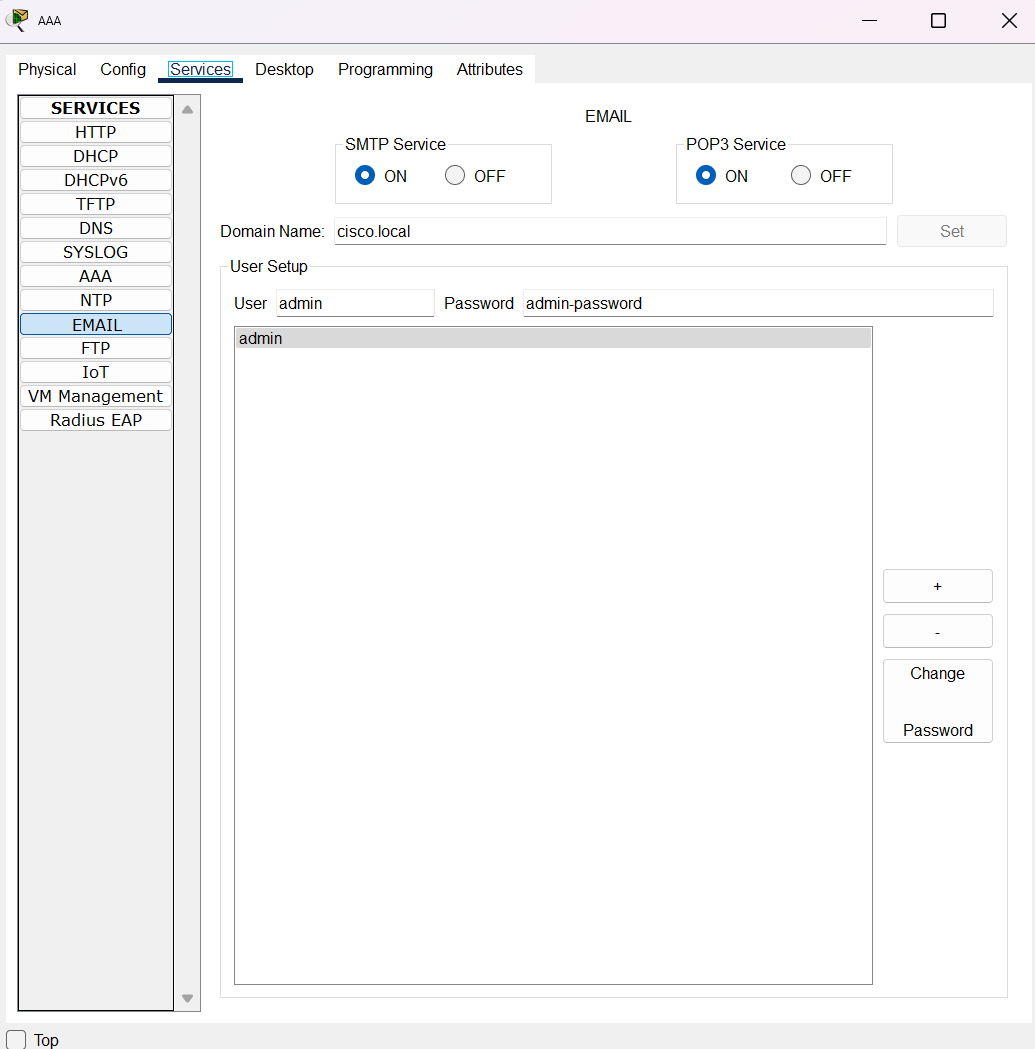 AAA
Physical Config Services Desktop Programming Attributes
SERVICES
HTTP
DHCP
DHCPv6
TFTP
DNS
SYSLOG
AAA
NTP
EMAIL
FTP
IoT
VM Management
Radius EAP
EMAIL
SMTP Service
ON OFF
POP3 Service
ON OFF
Domain Name: cisco.local Set
User Setup
User admin Password admin-password
admin
+
-
Change
Password
Top